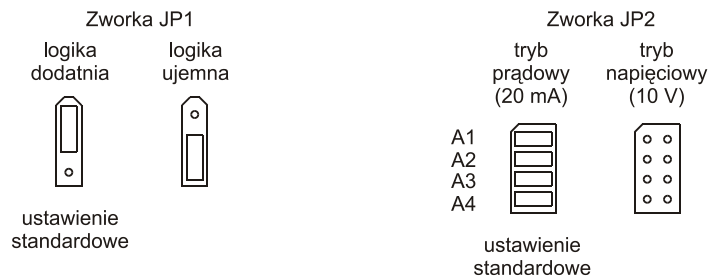 Zworka JP1
logika
dodatnia
logika
ujemna
ustawienie
standardowe
Zworka JP2
tryb
prądowy
(20 mA)
tryb
napięciowy
(10 V)
A1
A2
A3
A4
ustawienie
standardowe